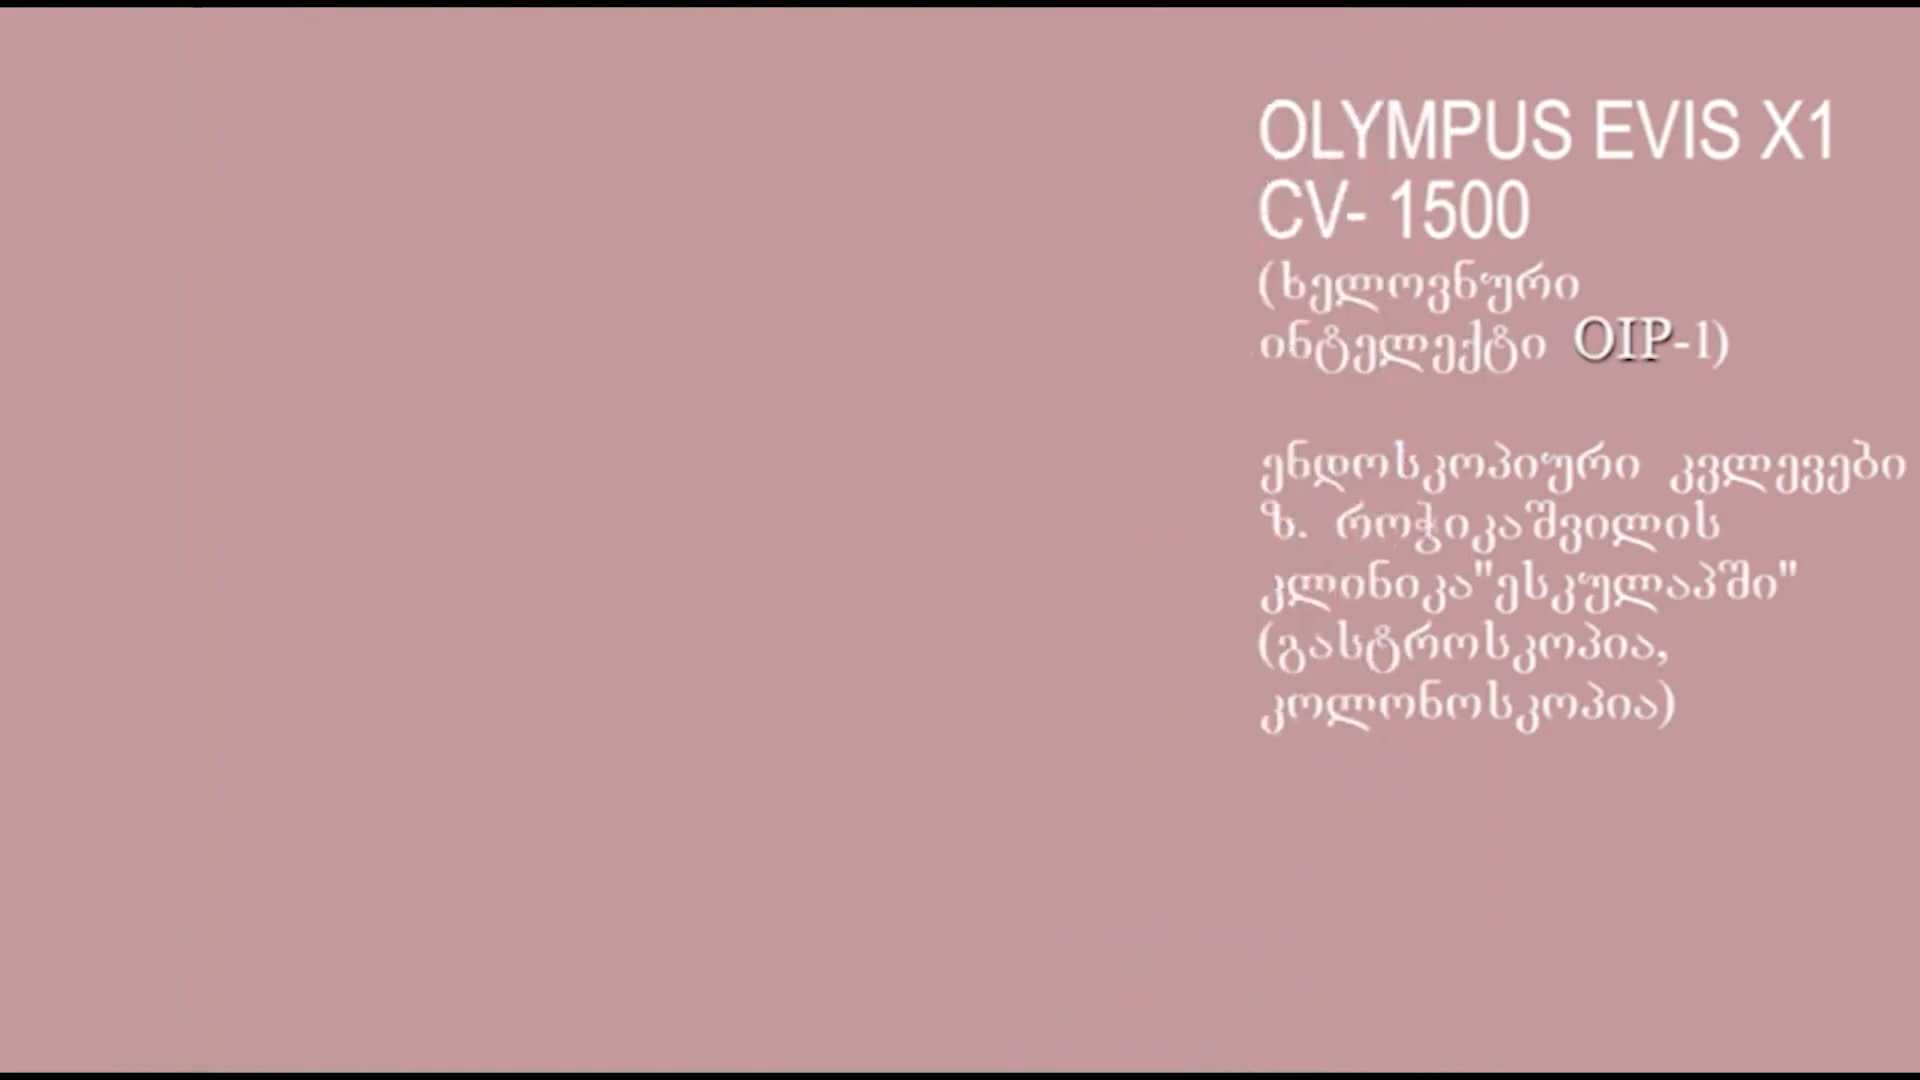 OLYMPUS EVIS X1
CV- 1500
(ხელოვნური
ინტელექტი OIP-1)
ენდოსკოპიური კვლევები
ზ. როჭიკაშვილის
კლინიკა"ესკულაპში"
(გასტროსკოპია,
კოლონოსკოპია)